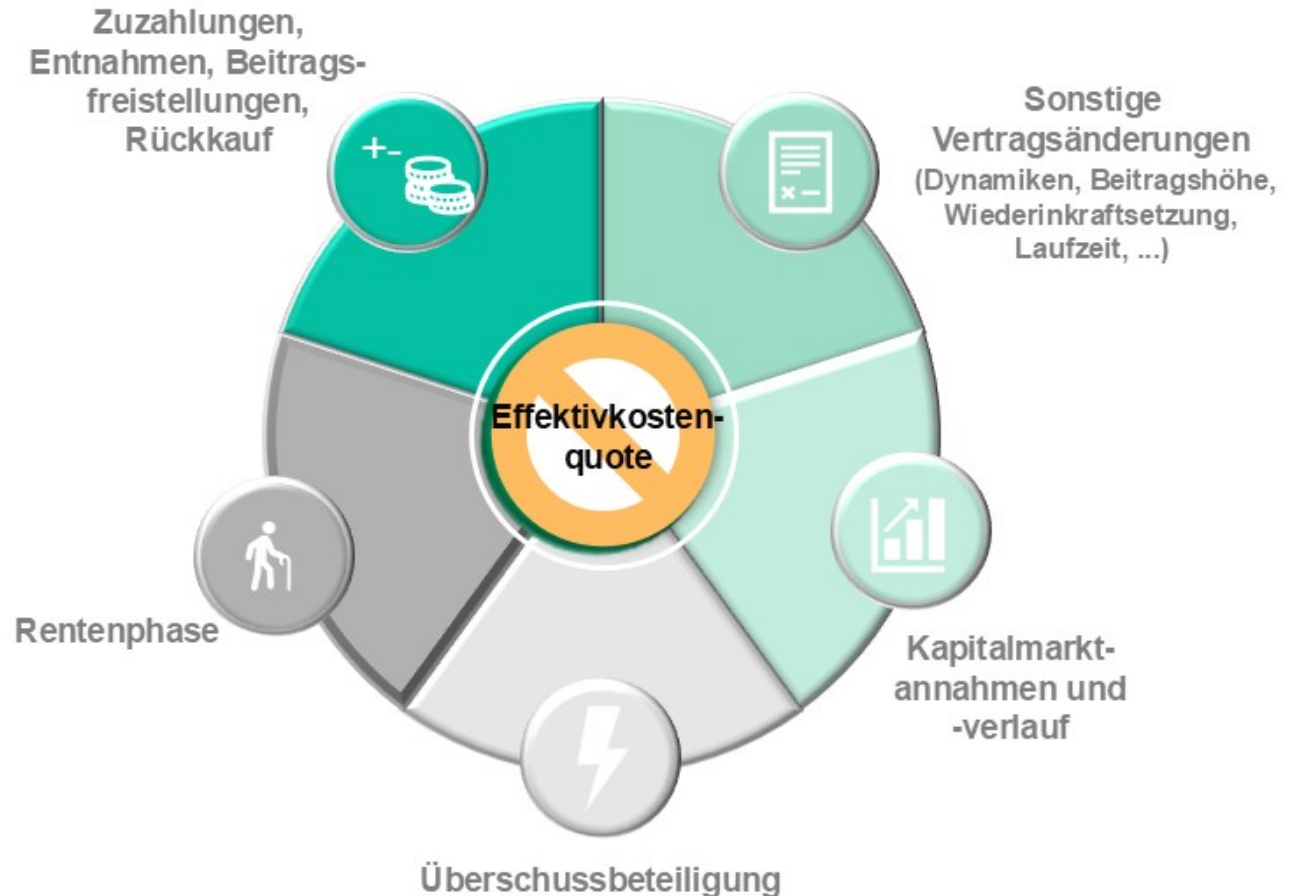 Zuzahlungen,
Entnahmen, Beitrags-
freistellungen,
Rückkauf
Sonstige
Vertragsänderungen
(Dynamiken, Beitragshöhe,
Wiederinkraftsetzung,
Laufzeit, ...)
Effektivkosten-
quote
Rentenphase
Kapitalmarkt-
annahmen und
-verlauf
Überschussbeteiligung